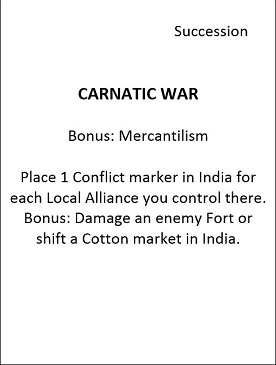 Succession
CARNATIC WAR
Bonus: Mercantilism
Place 1 Conflict marker in India for
each Local Alliance you control there.
Bonus: Damage an enemy Fort or
shift a Cotton market in India.